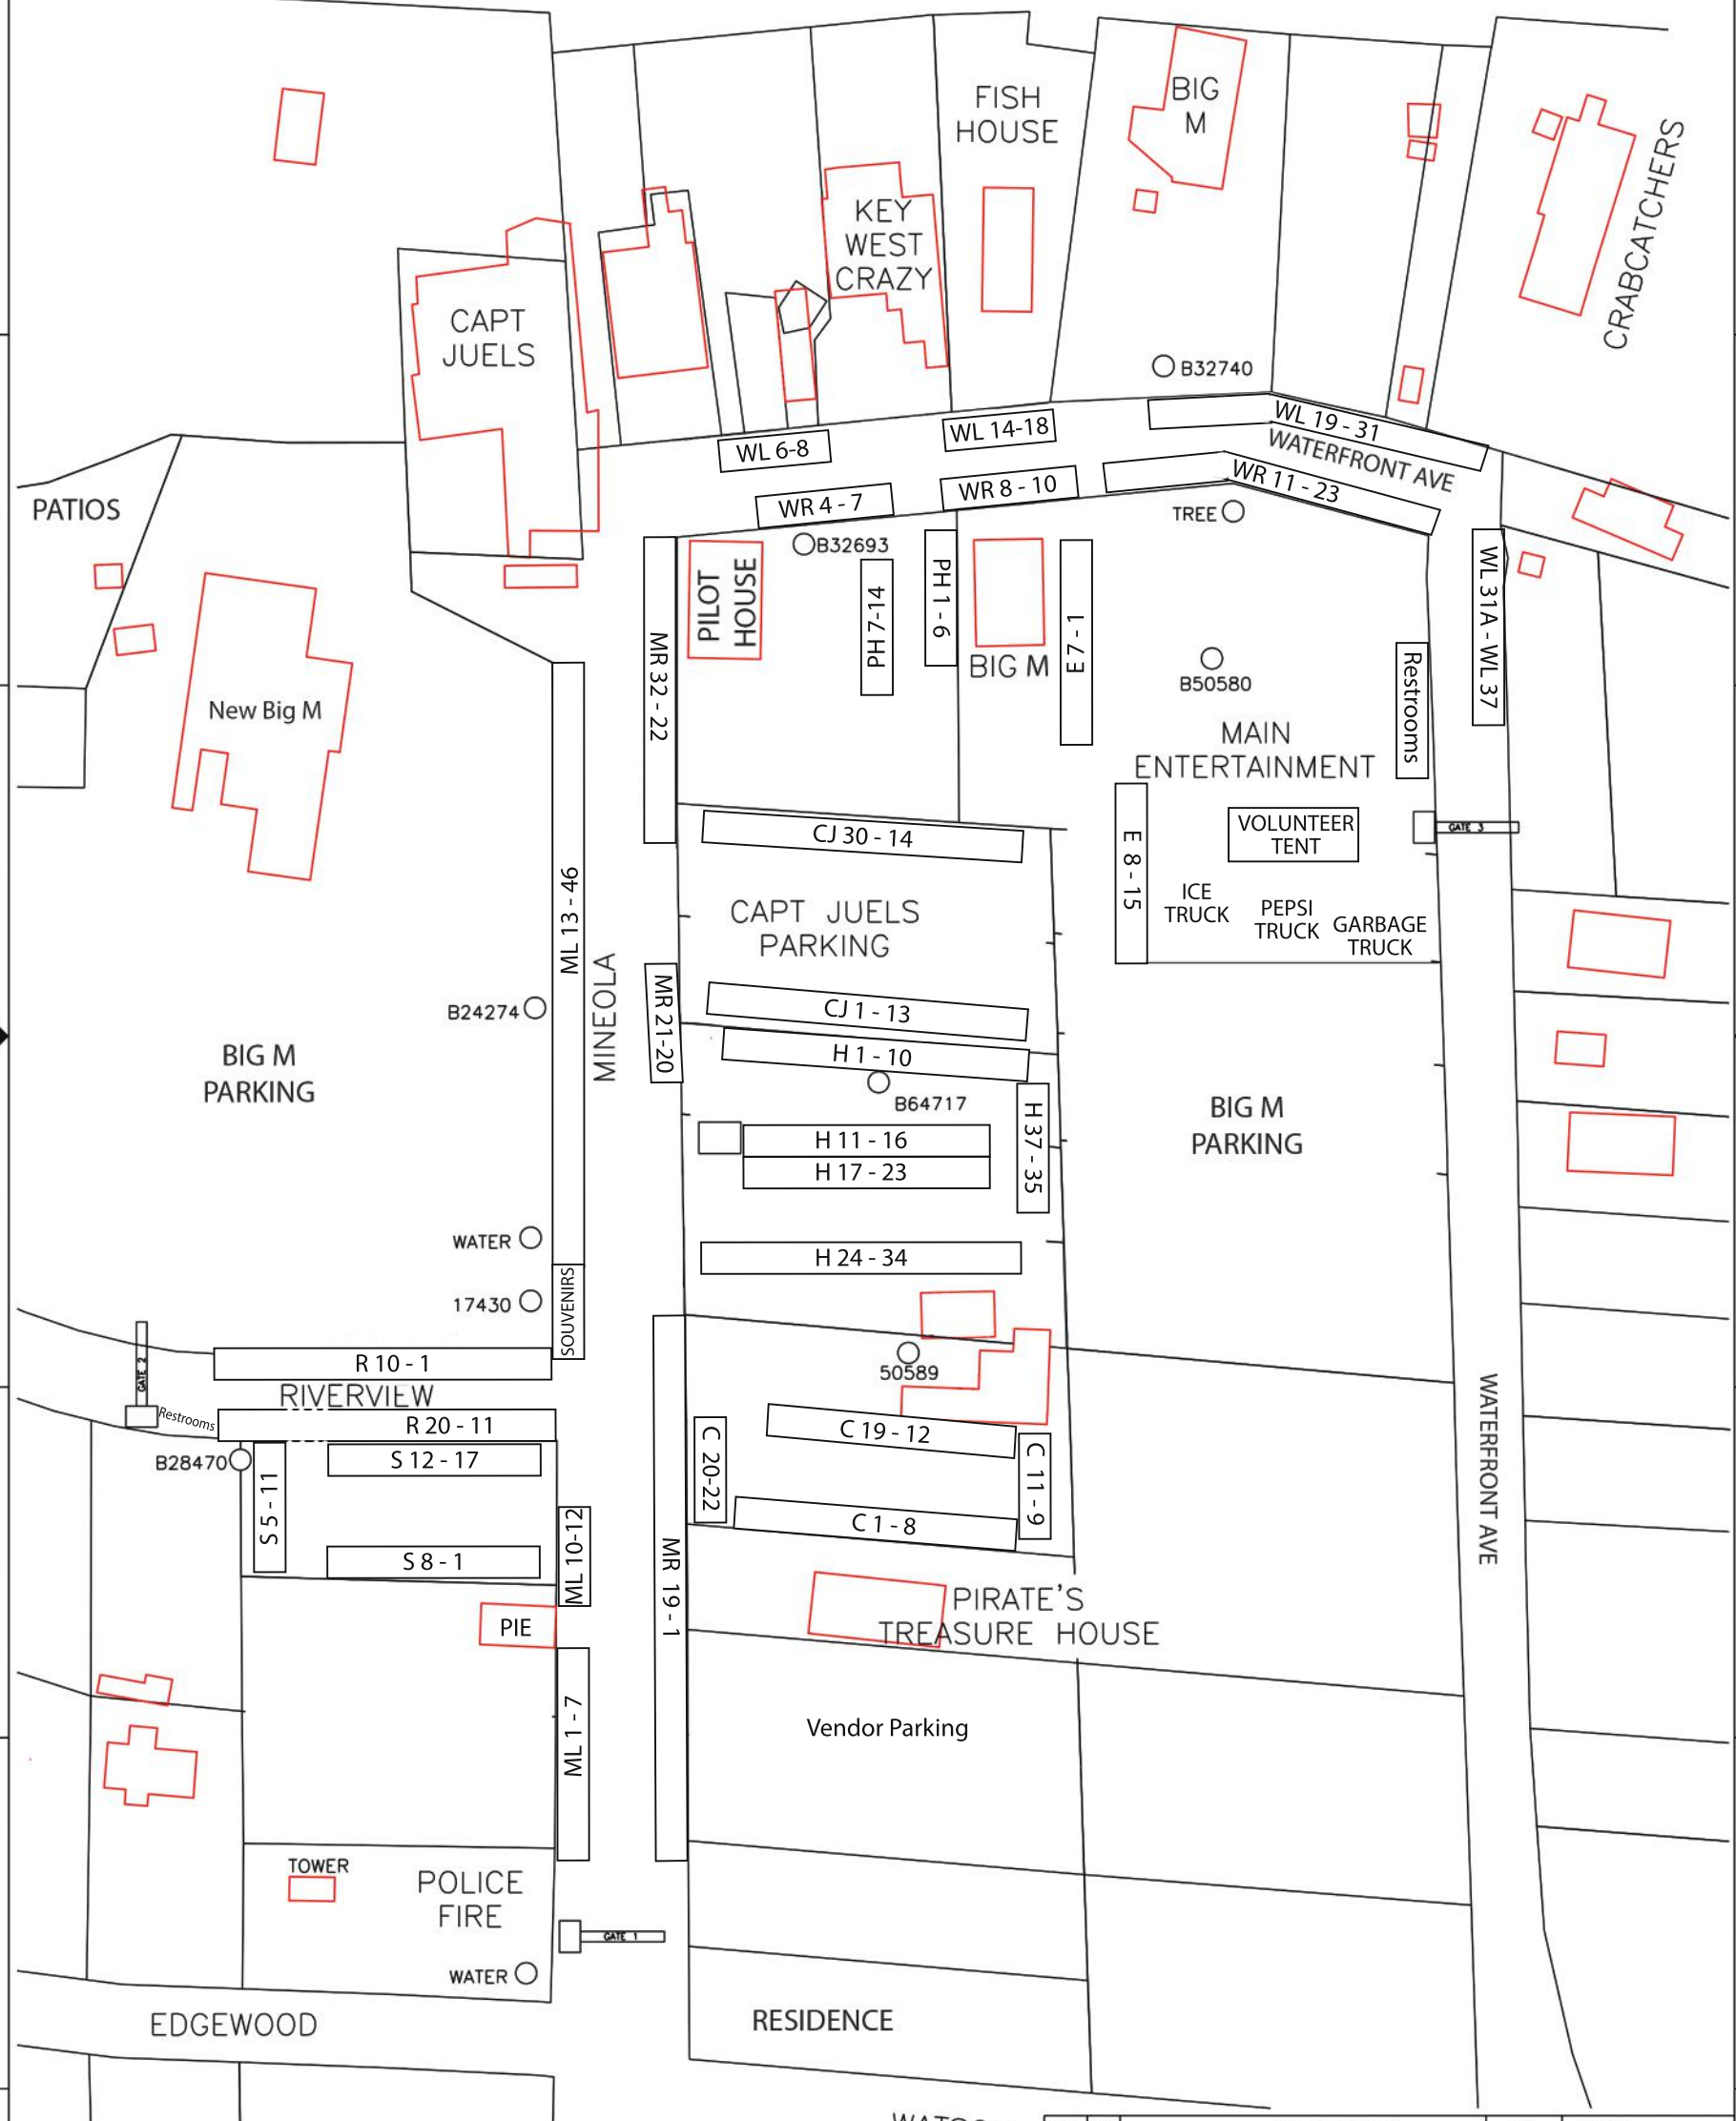 FISH
HOUSE
BIG
M
CRABCATCHERS
KEY
WEST
CRAZY
CAPT
JUELS
B32740
WL 19 - 31
WL 14-18
WL 6-8
WATERFRONT AVE
WR 11 - 23
WR 8 - 10
WR 4 - 7
PATIOS
TREE
B32693
PILOT
HOUSE
PH 7-14
PH 1 - 6
BIG M
E 7 - 1
WL 31A - WL 37
MR 32 - 22
B50580
Restrooms
New Big M
MAIN
ENTERTAINMENT
VOLUNTEER
TENT
GATE 3
CJ 30 - 14
E 8 - 15
ICE
TRUCK
PEPSI
TRUCK
GARBAGE
TRUCK
ML 13 - 46
CAPT JUELS
PARKING
MINEOLA
MR 21-20
B24274
CJ 1 - 13
H 1 - 10
BIG M
PARKING
B64717
H 37 - 35
BIG M
PARKING
H 11 - 16
H 17 - 23
WATER
H 24 - 34
17430
SOUVENIRS
R 10 - 1
GATE 2
RIVERVIEW
50589
Restrooms
R 20 - 11
C 19 - 12
B28470
S 12 - 17
C 20-22
C 11 - 9
WATERFRONT AVE
S 5 - 11
C 1 - 8
S 8 - 1
ML 10-12
MR 19 - 1
PIE
PIRATE'S
TREASURE HOUSE
ML 1 - 7
Vendor Parking
TOWER
POLICE
FIRE
GATE 1
WATER
EDGEWOOD
RESIDENCE